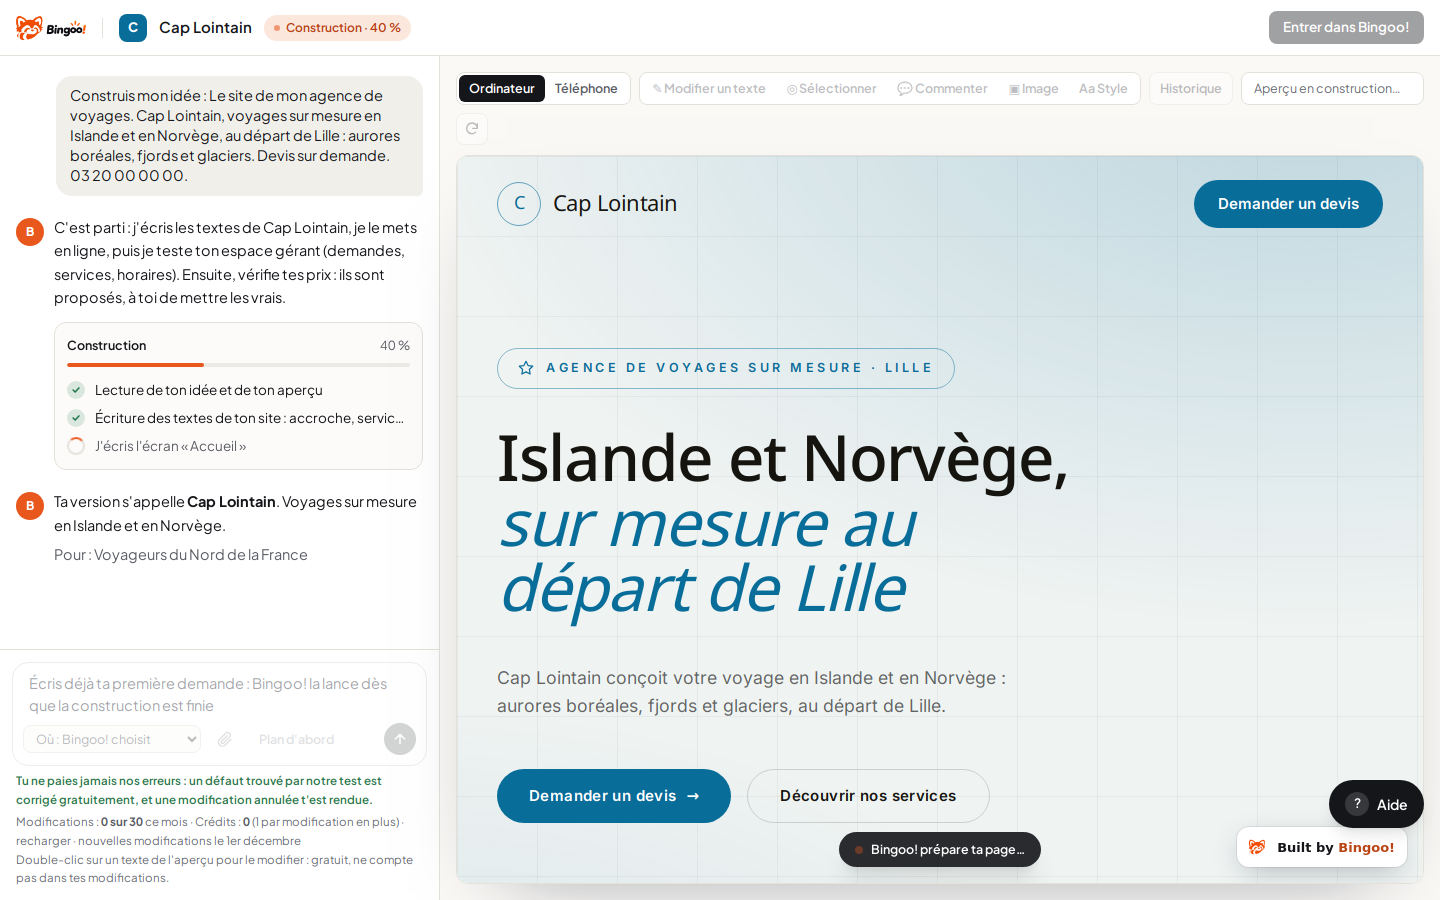 Bingoo!
C
Cap Lointain
Construction · 40 %
Entrer dans Bingoo!
Construis mon idée : Le site de mon agence de
voyages. Cap Lointain, voyages sur mesure en
Islande et en Norvège, au départ de Lille : aurores
boréales, fjords et glaciers. Devis sur demande.
03 20 00 00 00.
B
C'est parti : j'écris les textes de Cap Lointain, je le mets
en ligne, puis je teste ton espace gérant (demandes,
services, horaires). Ensuite, vérifie tes prix : ils sont
proposés, à toi de mettre les vrais.
Construction
40 %
Lecture de ton idée et de ton aperçu
Écriture des textes de ton site : accroche, servic...
J'écris l'écran « Accueil »
B
Ta version s'appelle Cap Lointain. Voyages sur mesure
en Islande et en Norvège.
Pour : Voyageurs du Nord de la France
Écris déjà ta première demande : Bingoo! la lance dès
que la construction est finie
Où : Bingoo! choisit
Plan d'abord
Tu ne paies jamais nos erreurs : un défaut trouvé par notre test est
corrigé gratuitement, et une modification annulée t'est rendue.
Modifications : 0 sur 30 ce mois · Crédits : 0 (1 par modification en plus) ·
recharger · nouvelles modifications le 1er décembre
Double-clic sur un texte de l'aperçu pour le modifier : gratuit, ne compte
pas dans tes modifications.
Ordinateur
Téléphone
Modifier un texte
Sélectionner
Commenter
Image
Aa Style
Historique
Aperçu en construction...
C
Cap Lointain
Demander un devis
AGENCE DE VOYAGES SUR MESURE · LILLE
Islande et Norvège,
sur mesure au
départ de Lille
Cap Lointain conçoit votre voyage en Islande et en Norvège :
aurores boréales, fjords et glaciers, au départ de Lille.
Demander un devis →
Découvrir nos services
Bingoo! prépare ta page...
? Aide
Built by Bingoo!